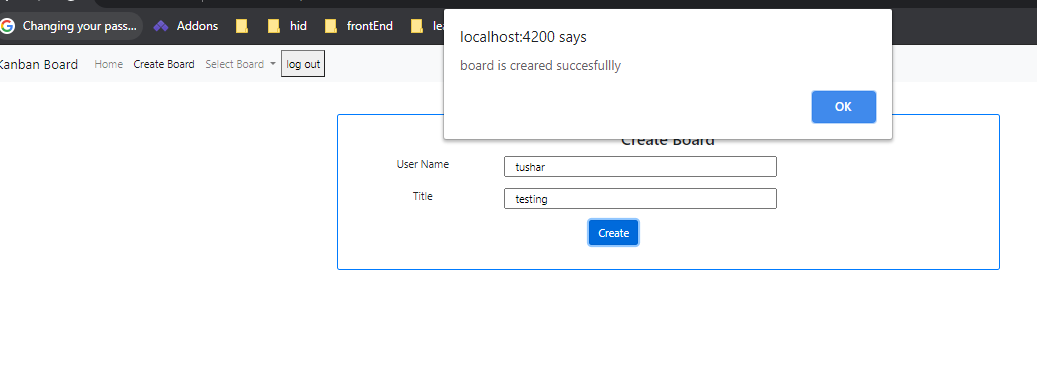 Changing your pass... Addons hid frontEnd
localhost:4200 says
board is creared succesfullly
OK
Kanban Board Home Create Board Select Board log out
Create Board
User Name tushar
Title testing
Create